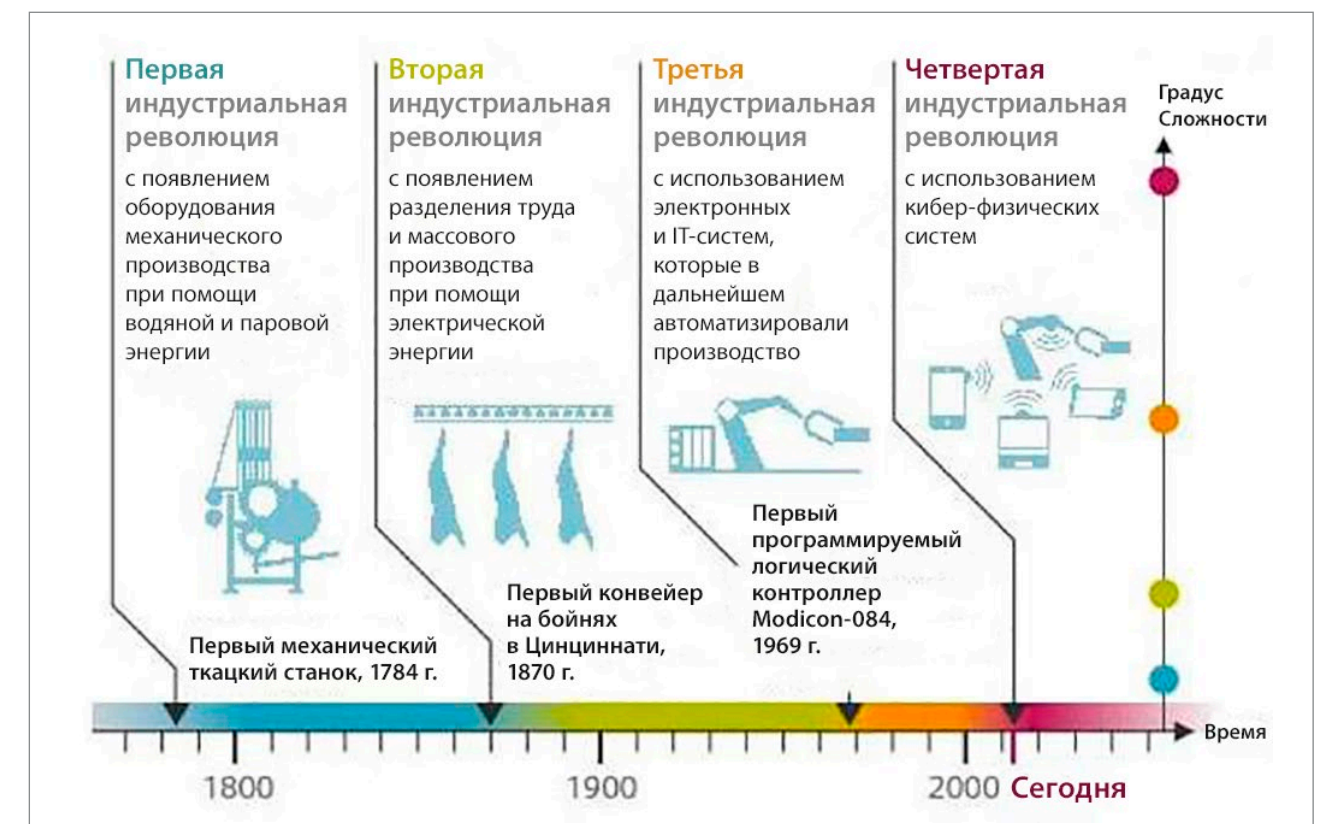 Первая
индустриальная
революция
с появлением
оборудования
механического
производства
при помощи
водяной и паровой
энергии
Первый механический
ткацкий станок, 1784 г.
Вторая
индустриальная
революция
с появлением
разделения труда
и массового
производства
при помощи
электрической
энергии
Первый конвейер
на бойнях
в Цинциннати,
1870 г.
Третья
индустриальная
революция
с использованием
электронных
и IT-систем,
которые в
дальнейшем
автоматизировали
производство
Первый
программируемый
логический
контроллер
Modicon-084,
1969 г.
Четвертая
индустриальная
революция
с использованием
кибер-физических
систем
Градус
Сложности
Время
1800
1900
2000
Сегодня